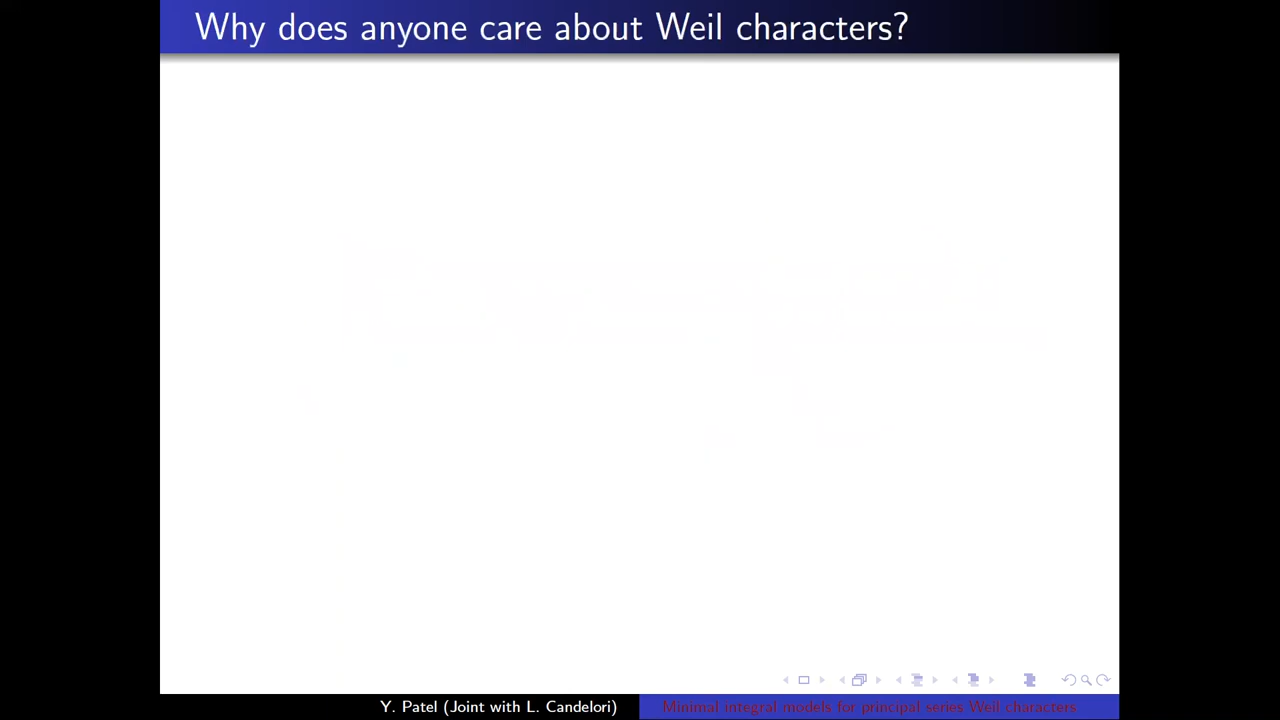 Why does anyone care about Weil characters?
Y. Patel (Joint with L. Candelori)
Minimal integral models for principal series Weil characters